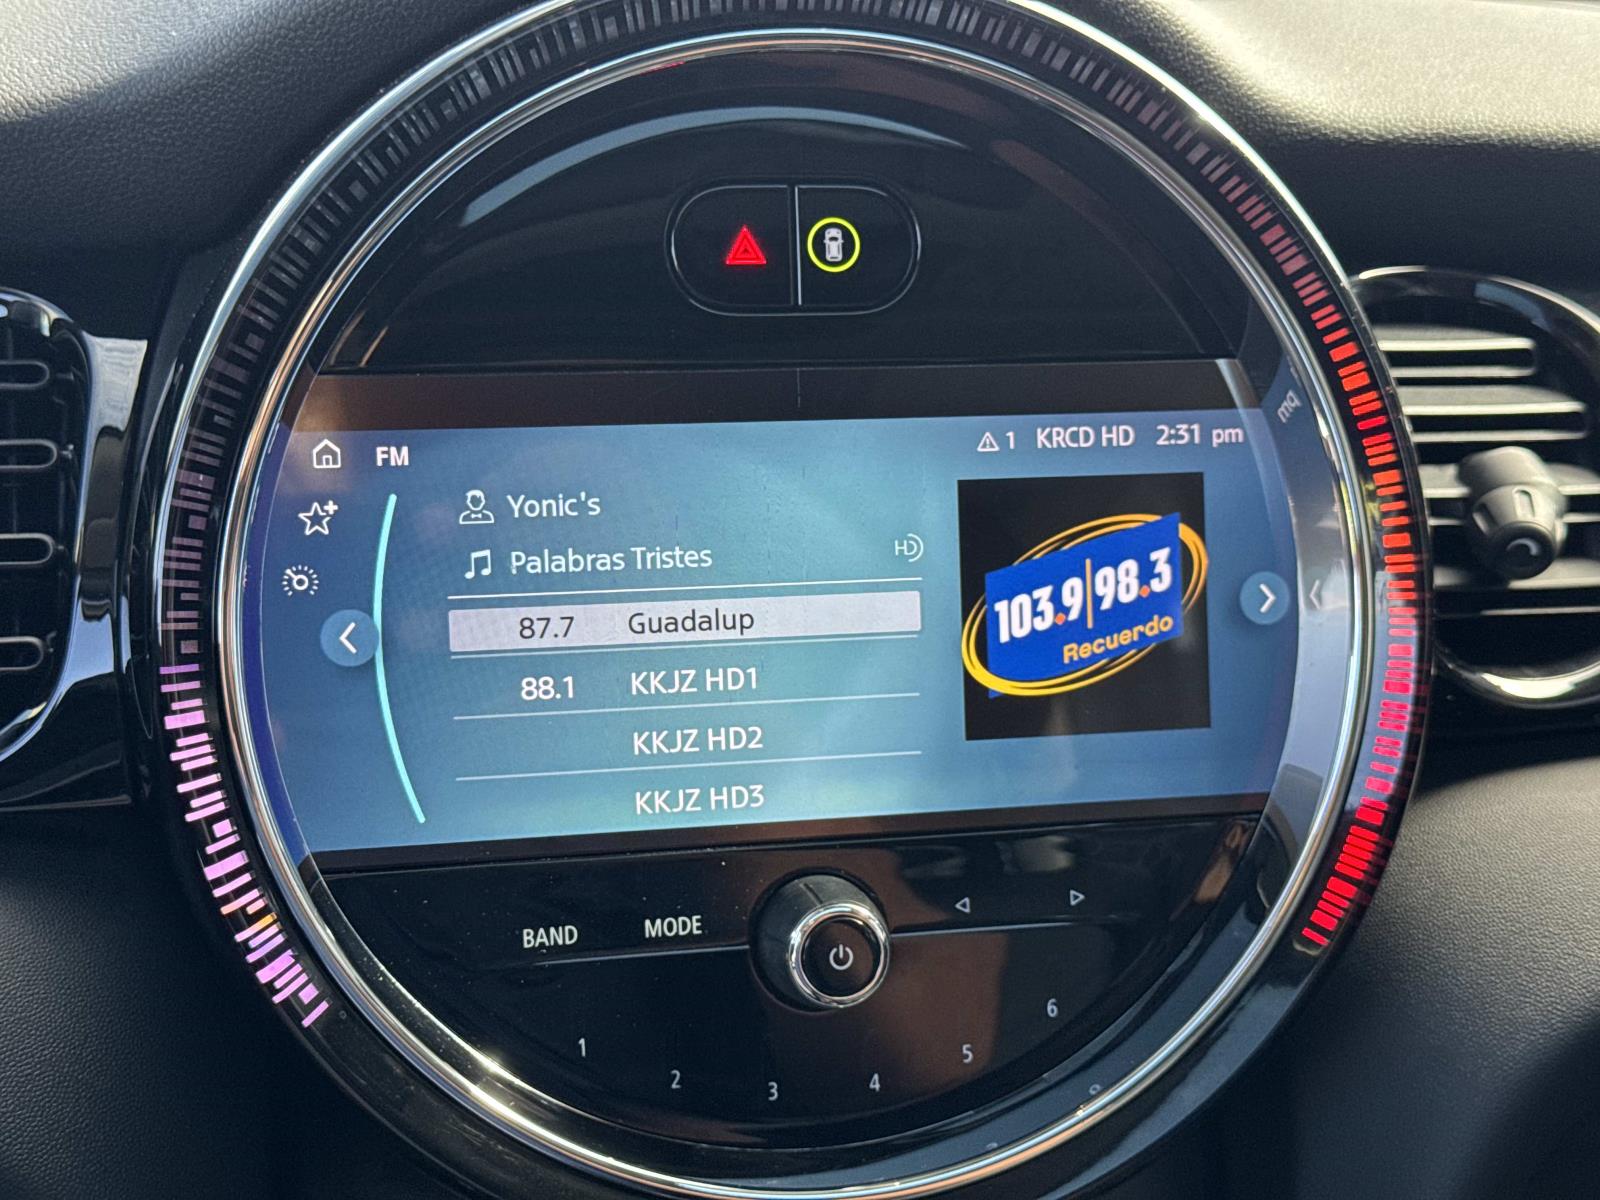 FM
1 KRCD HD 2:31 pm
Yonic's
Palabras Tristes
HD
87.7 Guadalup
88.1 KKJZ HD1
KKJZ HD2
KKJZ HD3
103.9|98.3
Recuerdo
BAND
MODE
1
2
3
4
5
6